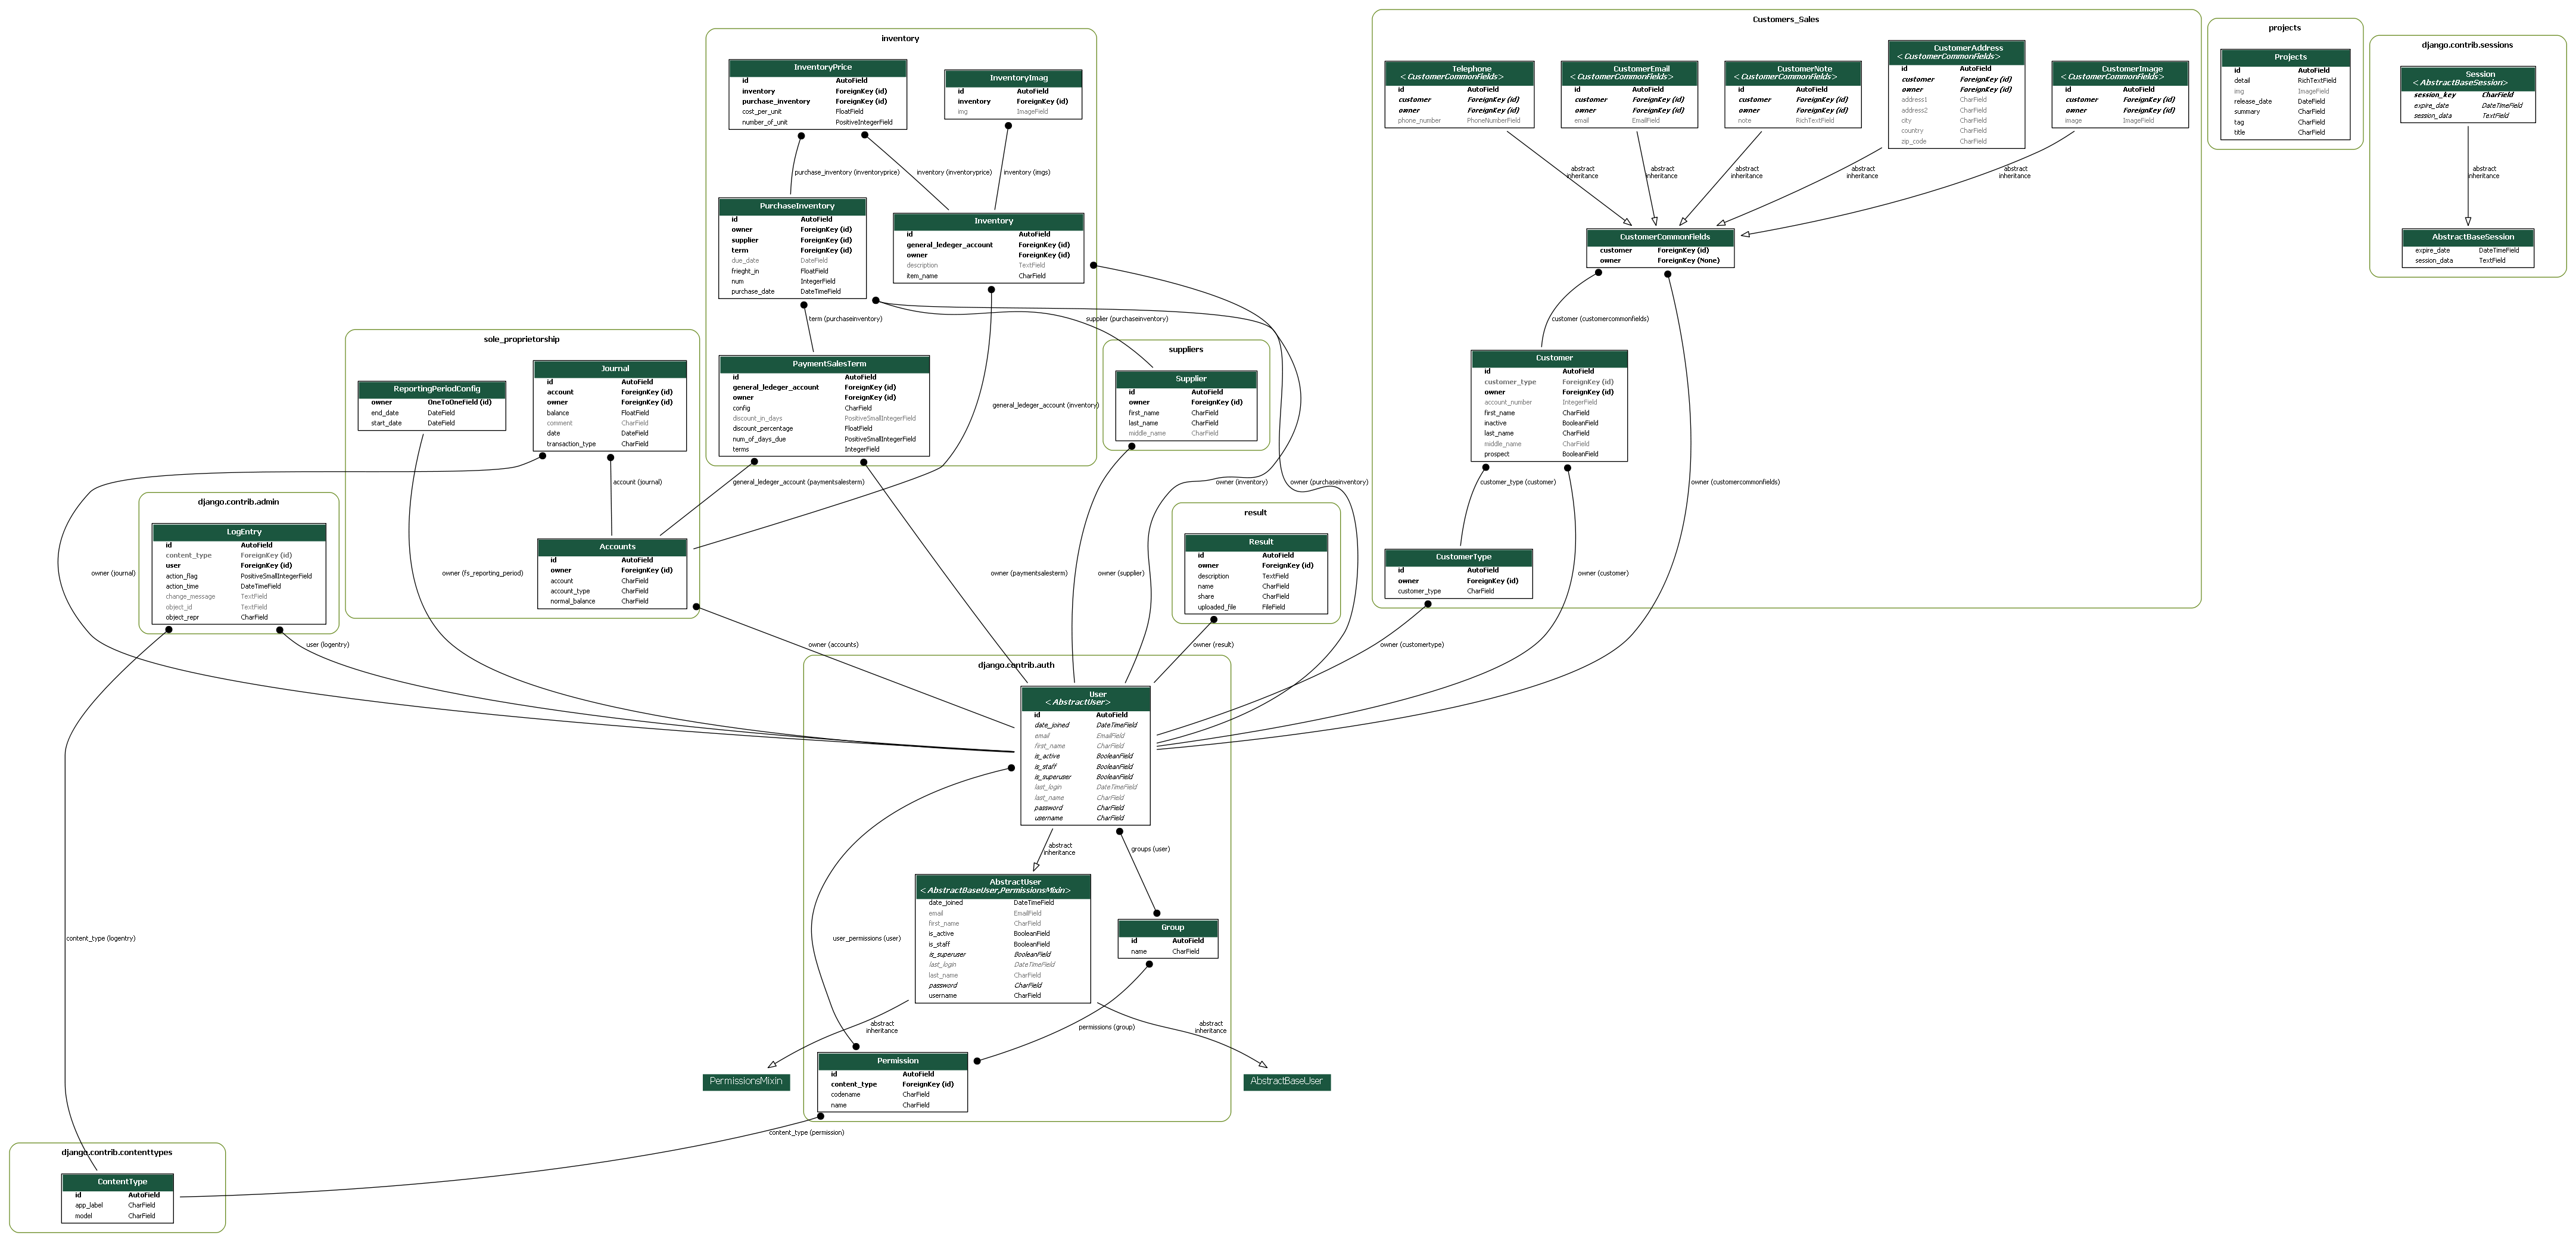 inventory
InventoryPrice
id AutoField
inventory ForeignKey (id)
purchase_inventory ForeignKey (id)
cost_per_unit FloatField
number_of_unit PositiveIntegerField
InventoryImag
id AutoField
inventory ForeignKey (id)
img ImageField
purchase_inventory (inventoryprice)
inventory (inventoryprice)
inventory (imgs)
PurchaseInventory
id AutoField
owner ForeignKey (id)
supplier ForeignKey (id)
term ForeignKey (id)
due_date DateField
frieght_in FloatField
num IntegerField
purchase_date DateTimeField
Inventory
id AutoField
general_ledeger_account ForeignKey (id)
owner ForeignKey (id)
description TextField
item_name CharField
term (purchaseinventory)
supplier (purchaseinventory)
PaymentSalesTerm
id AutoField
general_ledeger_account ForeignKey (id)
owner ForeignKey (id)
config CharField
discount_in_days PositiveSmallIntegerField
discount_percentage FloatField
num_of_days_due PositiveSmallIntegerField
terms IntegerField
general_ledeger_account (inventory)
general_ledeger_account (paymentsalesterm)
Customers_Sales
Telephone
<CustomerCommonFields>
id AutoField
customer ForeignKey (id)
owner ForeignKey (id)
phone_number PhoneNumberField
CustomerEmail
<CustomerCommonFields>
id AutoField
customer ForeignKey (id)
owner ForeignKey (id)
email EmailField
CustomerNote
<CustomerCommonFields>
id AutoField
customer ForeignKey (id)
owner ForeignKey (id)
note RichTextField
CustomerAddress
<CustomerCommonFields>
id AutoField
customer ForeignKey (id)
owner ForeignKey (id)
address1 CharField
address2 CharField
city CharField
country CharField
zip_code CharField
CustomerImage
<CustomerCommonFields>
id AutoField
customer ForeignKey (id)
owner ForeignKey (id)
image ImageField
abstract
inheritance
abstract
inheritance
abstract
inheritance
abstract
inheritance
abstract
inheritance
CustomerCommonFields
customer ForeignKey (id)
owner ForeignKey (None)
customer (customercommonfields)
Customer
id AutoField
customer_type ForeignKey (id)
owner ForeignKey (id)
account_number IntegerField
first_name CharField
inactive BooleanField
last_name CharField
middle_name CharField
prospect BooleanField
customer_type (customer)
owner (customercommonfields)
CustomerType
id AutoField
owner ForeignKey (id)
customer_type CharField
owner (customer)
owner (customertype)
projects
Projects
id AutoField
detail RichTextField
img ImageField
release_date DateField
summary CharField
tag CharField
title CharField
django.contrib.sessions
Session
<AbstractBaseSession>
session_key CharField
expire_date DateTimeField
session_data TextField
abstract
inheritance
AbstractBaseSession
expire_date DateTimeField
session_data TextField
sole_proprietorship
ReportingPeriodConfig
owner OneToOneField (id)
end_date DateField
start_date DateField
Journal
id AutoField
account ForeignKey (id)
owner ForeignKey (id)
balance FloatField
comment CharField
date DateField
transaction_type CharField
account (journal)
Accounts
id AutoField
owner ForeignKey (id)
account CharField
account_type CharField
normal_balance CharField
owner (journal)
owner (fs_reporting_period)
owner (accounts)
suppliers
Supplier
id AutoField
owner ForeignKey (id)
first_name CharField
last_name CharField
middle_name CharField
owner (inventory)
owner (purchaseinventory)
owner (paymentsalesterm)
owner (supplier)
result
Result
id AutoField
owner ForeignKey (id)
description TextField
name CharField
share CharField
uploaded_file FileField
owner (result)
django.contrib.admin
LogEntry
id AutoField
content_type ForeignKey (id)
user ForeignKey (id)
action_flag PositiveSmallIntegerField
action_time DateTimeField
change_message TextField
object_id TextField
object_repr CharField
user (logentry)
content_type (logentry)
django.contrib.auth
User
<AbstractUser>
id AutoField
date_joined DateTimeField
email EmailField
first_name CharField
is_active BooleanField
is_staff BooleanField
is_superuser BooleanField
last_login DateTimeField
last_name CharField
password CharField
username CharField
abstract
inheritance
groups (user)
user_permissions (user)
AbstractUser
<AbstractBaseUser,PermissionsMixin>
date_joined DateTimeField
email EmailField
first_name CharField
is_active BooleanField
is_staff BooleanField
is_superuser BooleanField
last_login DateTimeField
last_name CharField
password CharField
username CharField
Group
id AutoField
name CharField
abstract
inheritance
permissions (group)
abstract
inheritance
PermissionsMixin
Permission
id AutoField
content_type ForeignKey (id)
codename CharField
name CharField
AbstractBaseUser
content_type (permission)
django.contrib.contenttypes
ContentType
id AutoField
app_label CharField
model CharField